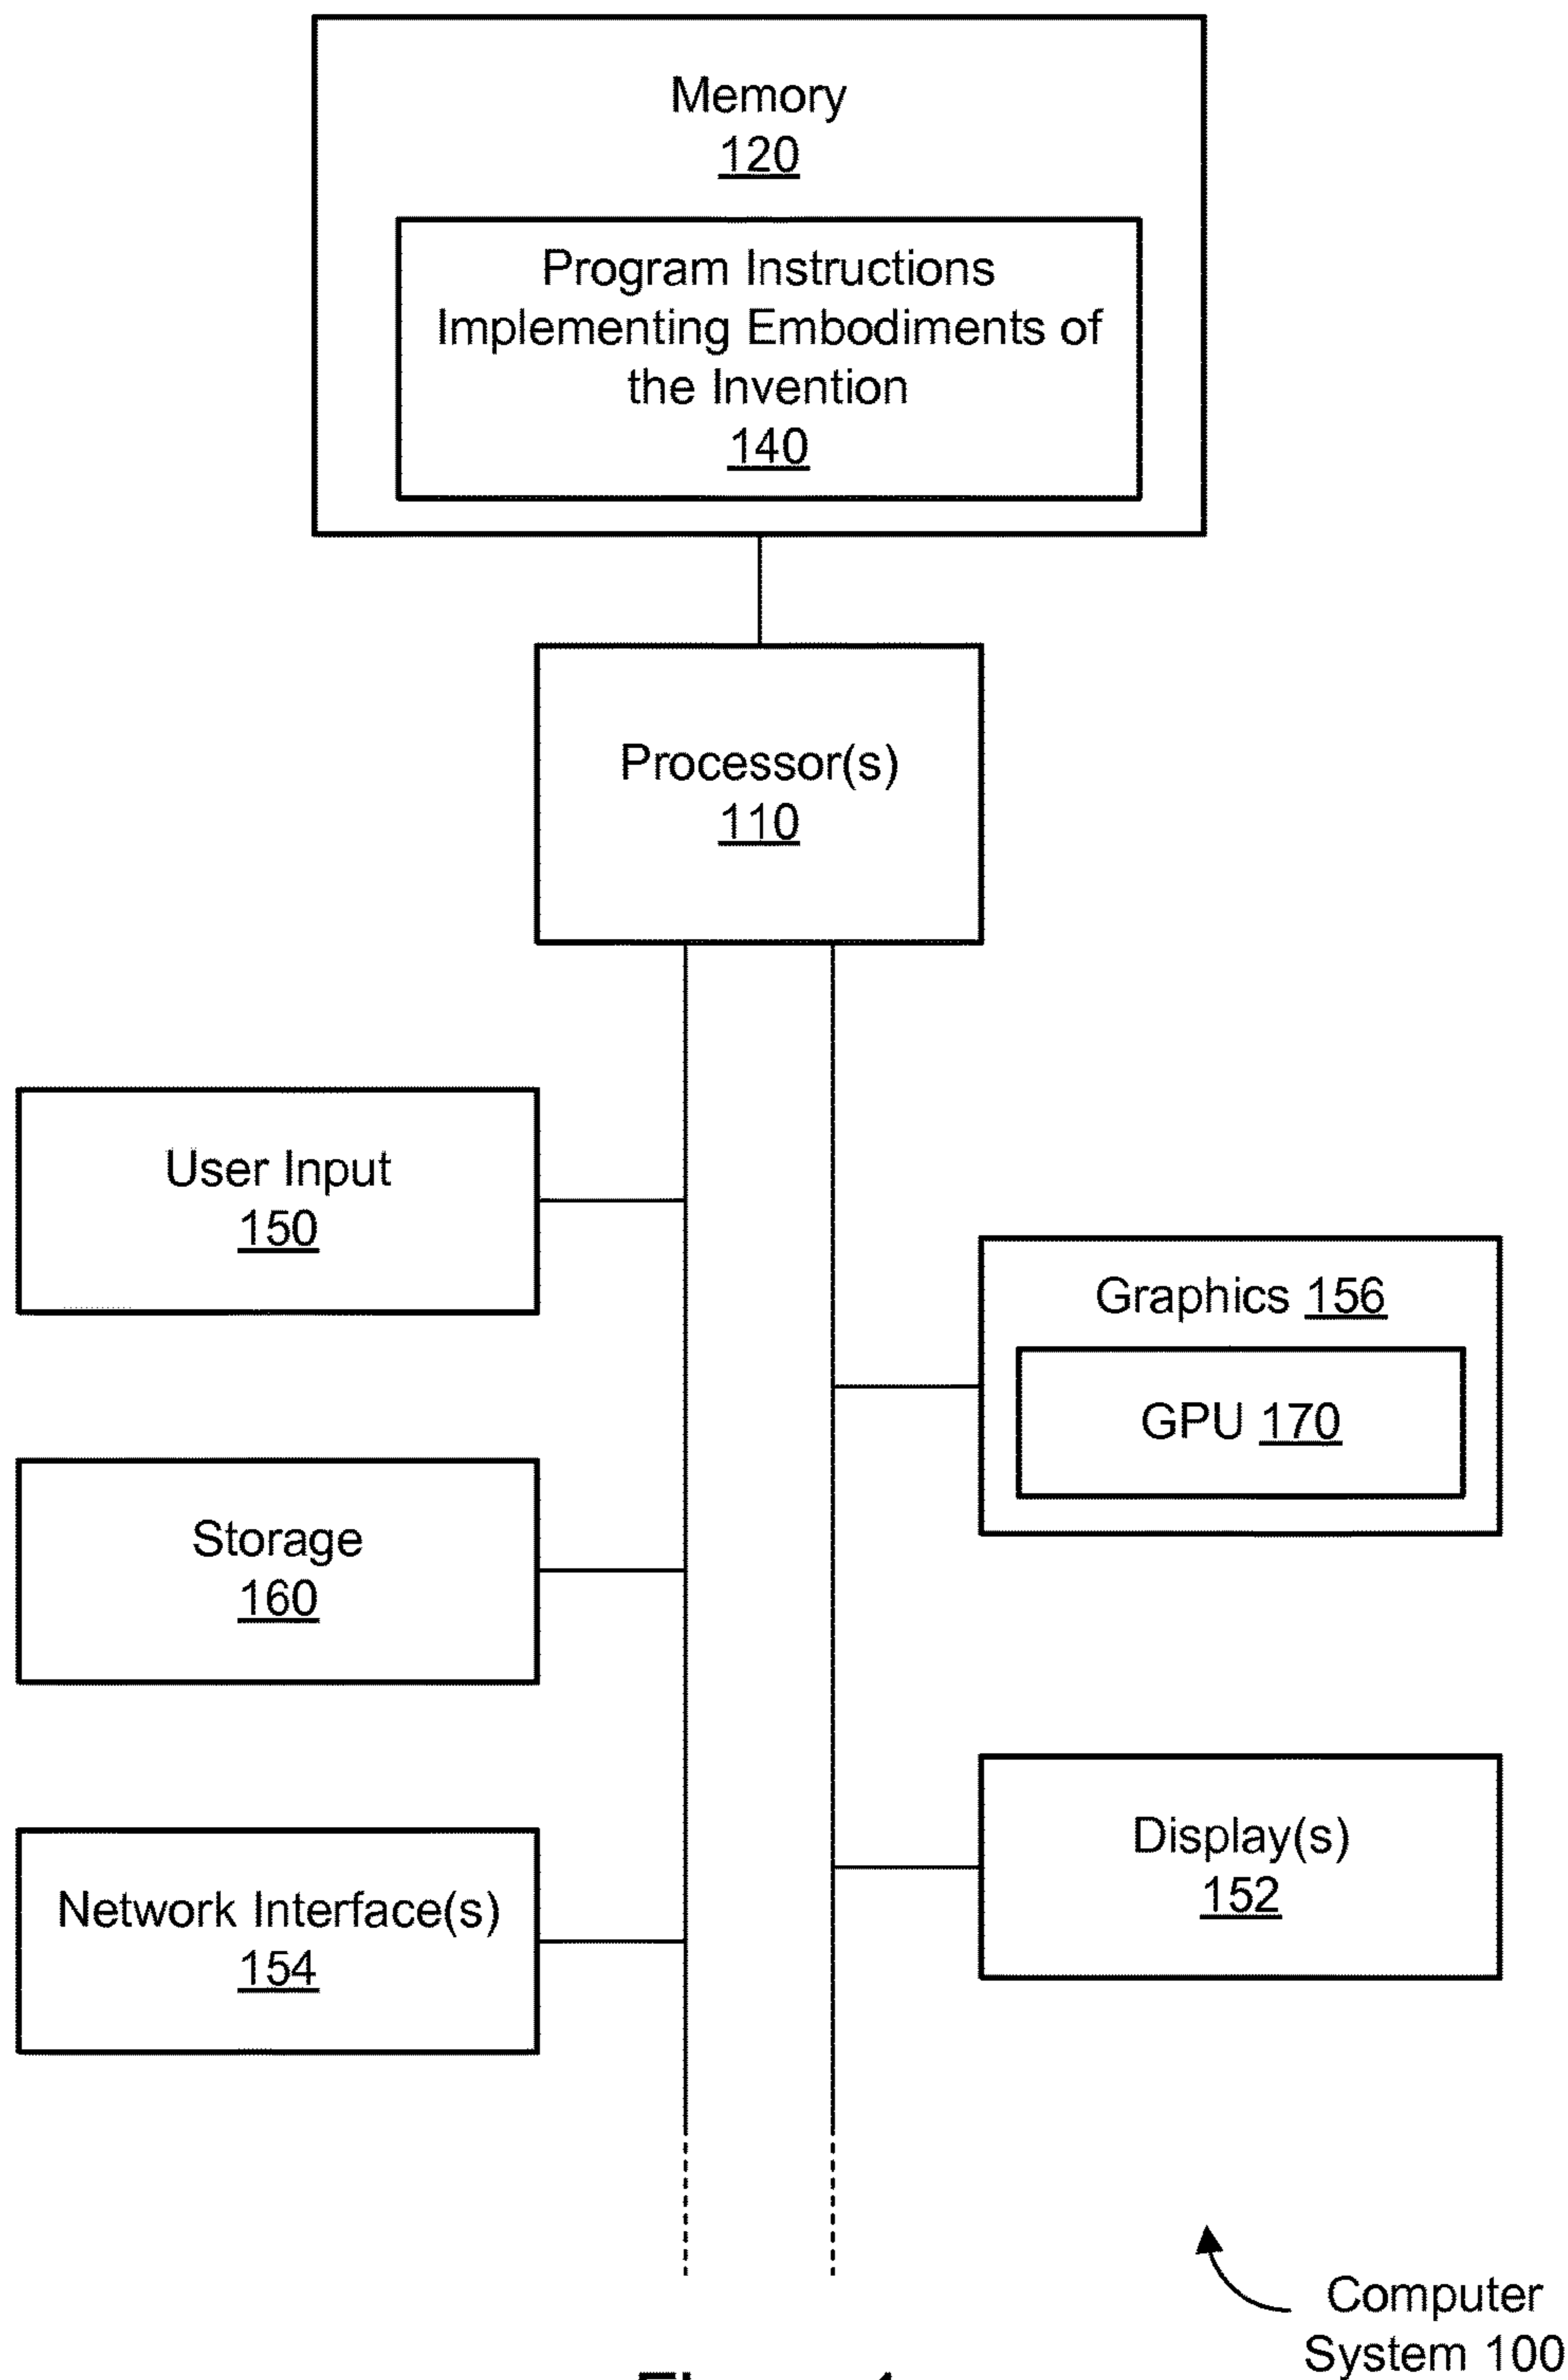 Memory
120
Program Instructions
Implementing Embodiments of
the Invention
140
Processor(s)
110
User Input
150
Graphics 156
GPU 170
Storage
160
Display(s)
152
Network Interface(s)
154
Computer
System 100